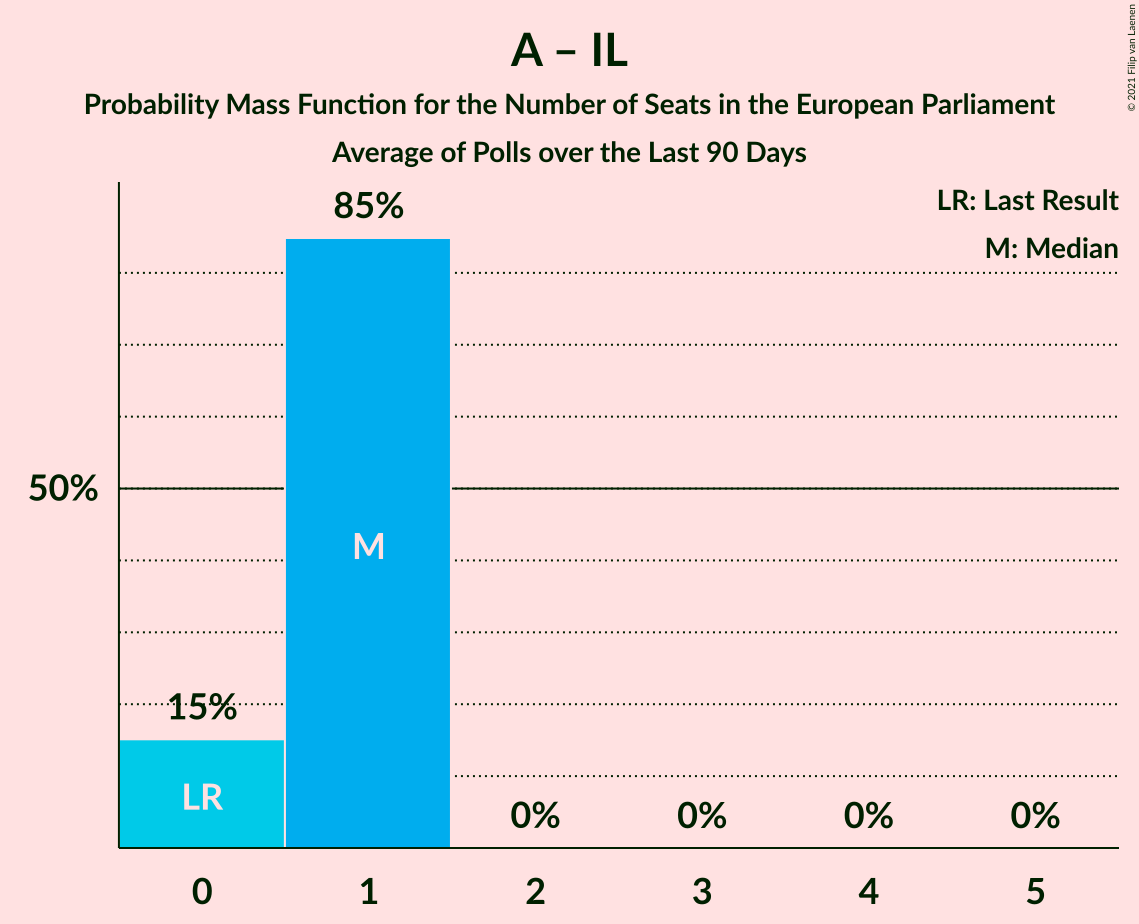 A – IL
Probability Mass Function for the Number of Seats in the European Parliament
Average of Polls over the Last 90 Days
© 2021 Filip van Laenen
LR: Last Result
M: Median
85%
50%
M
15%
LR
0%
0%
0%
0%
0
1
2
3
4
5